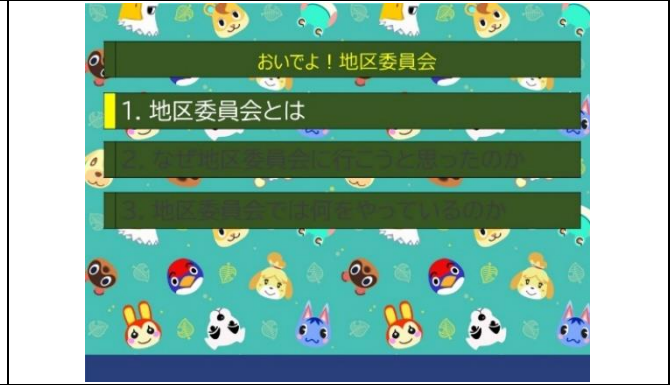 おいでよ！地区委員会
1. 地区委員会とは
2. なぜ地区委員会に行こうと思ったのか
3. 地区委員会では何をやっているのか